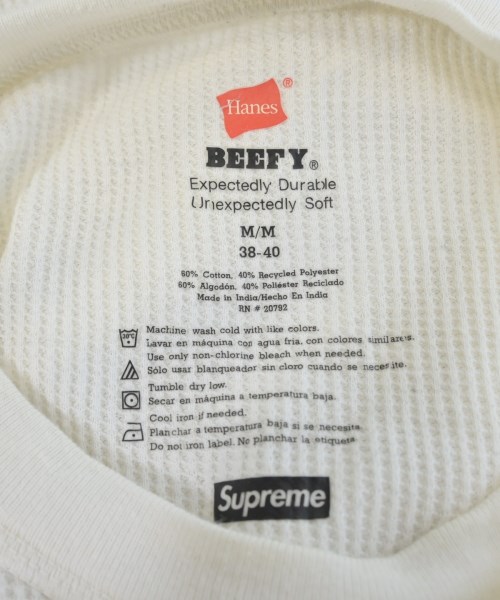 Hanes®
BEEFY®
Expectedly Durable
Unexpectedly Soft
M/M
38-40
60% Cotton, 40% Recycled Polyester
60% Algodón, 40% Poliéster Reciclado
Made in India/Hecho En India
RN # 20792
30°C
Machine wash cold with like colors.
Lavar en máquina con agua fría, con colores similares.
Use only non-chlorine bleach when needed.
Sólo usar blanqueador sin cloro cuando se necesite.
Tumble dry low.
Secar en máquina a temperatura baja.
Cool iron if needed.
Planchar a temperatura baja si se necesita.
Do not iron label. No planchar la etiqueta
Supreme